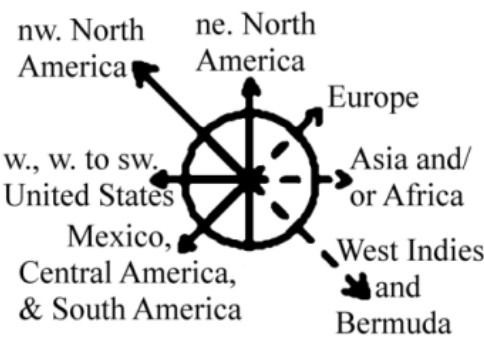 nw. North
America
ne. North
America
Europe
w., w. to sw.
United States
Asia and/
or Africa
Mexico,
Central America,
& South America
West Indies
and
Bermuda